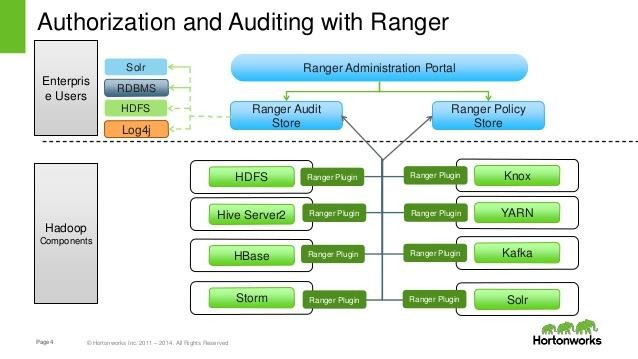 Authorization and Auditing with Ranger
Enterpris
e Users
Solr
RDBMS
HDFS
Log4j
Ranger Administration Portal
Ranger Audit
Store
Ranger Policy
Store
Hadoop
Components
HDFS
Ranger Plugin
Ranger Plugin
Knox
Hive Server2
Ranger Plugin
Ranger Plugin
YARN
HBase
Ranger Plugin
Ranger Plugin
Kafka
Storm
Ranger Plugin
Ranger Plugin
Solr
Page 4
© Hortonworks Inc. 2011 – 2014. All Rights Reserved
Hortonworks